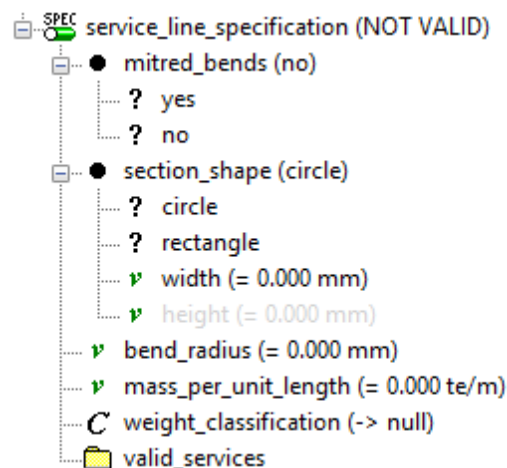 SPEC service_line_specification (NOT VALID)
mitred_bends (no)
? yes
? no
section_shape (circle)
? circle
? rectangle
v width (= 0.000 mm)
v height (= 0.000 mm)
v bend_radius (= 0.000 mm)
v mass_per_unit_length (= 0.000 te/m)
C weight_classification (-> null)
valid_services